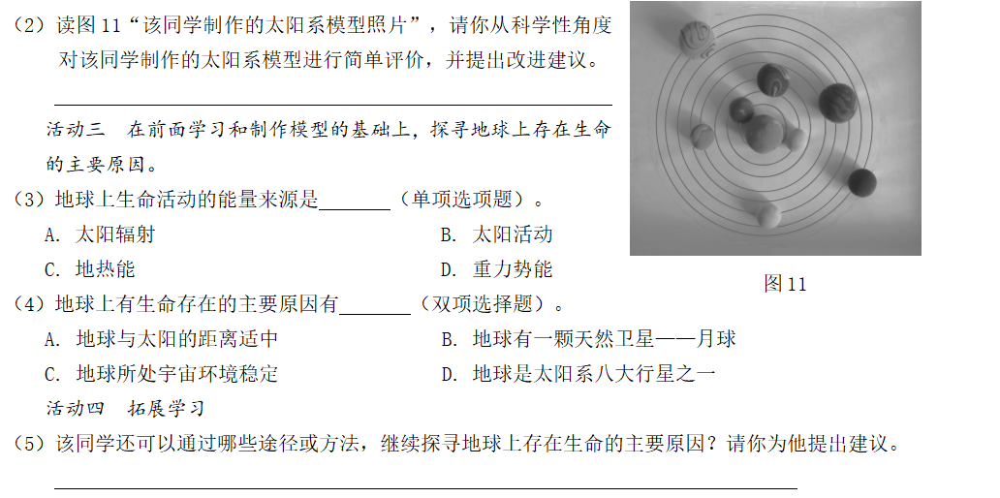 （2）读图 11“该同学制作的太阳系模型照片”，请你从科学性角度
对该同学制作的太阳系模型进行简单评价，并提出改进建议。
活动三 在前面学习和制作模型的基础上，探寻地球上存在生命
的主要原因。
（3）地球上生命活动的能量来源是______（单项选项题）。
A. 太阳辐射 B. 太阳活动
C. 地热能 D. 重力势能
图 11
（4）地球上有生命存在的主要原因有______（双项选择题）。
A. 地球与太阳的距离适中 B. 地球有一颗天然卫星——月球
C. 地球所处宇宙环境稳定 D. 地球是太阳系八大行星之一
活动四 拓展学习
（5）该同学还可以通过哪些途径或方法，继续探寻地球上存在生命的主要原因？请你为他提出建议。